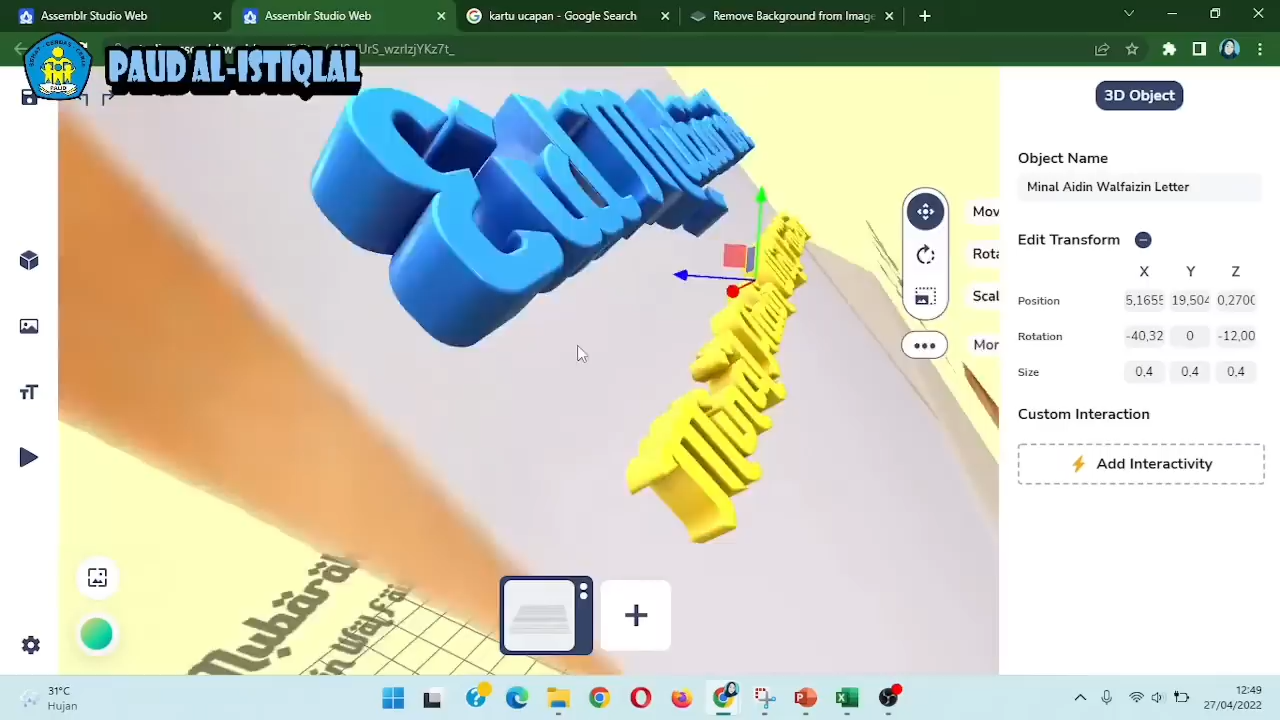 Assemblr Studio Web
Assemblr Studio Web
kartu ucapan - Google Search
Remove Background from Image
PAUD AL-ISTIQLAL
3D Object
Object Name
Minal Aidin Walfaizin Letter
Edit Transform
X Y Z
Position 5,1655 19,504 0,2700
Rotation -40,32 0 -12,00
Size 0,4 0,4 0,4
Custom Interaction
Add Interactivity
Mov
Rota
Scal
Mor
Minal
Mubarak
31°C
Hujan
12:49
27/04/2022